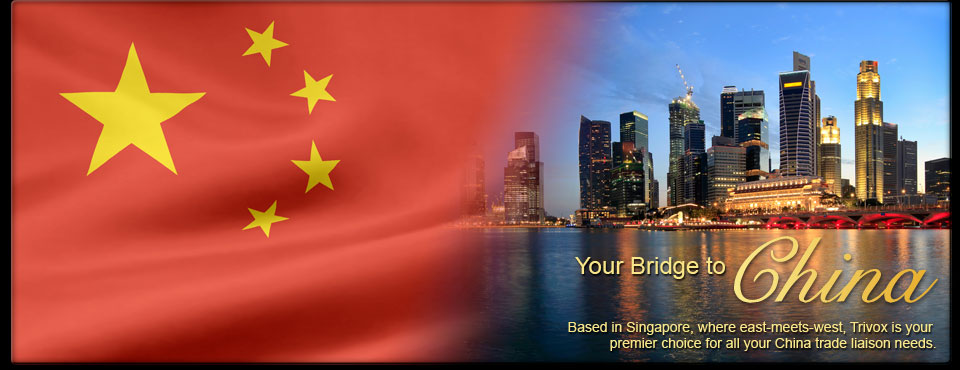 Your Bridge to China
Based in Singapore, where east-meets-west, Trivox is your
premier choice for all your China trade liaison needs.